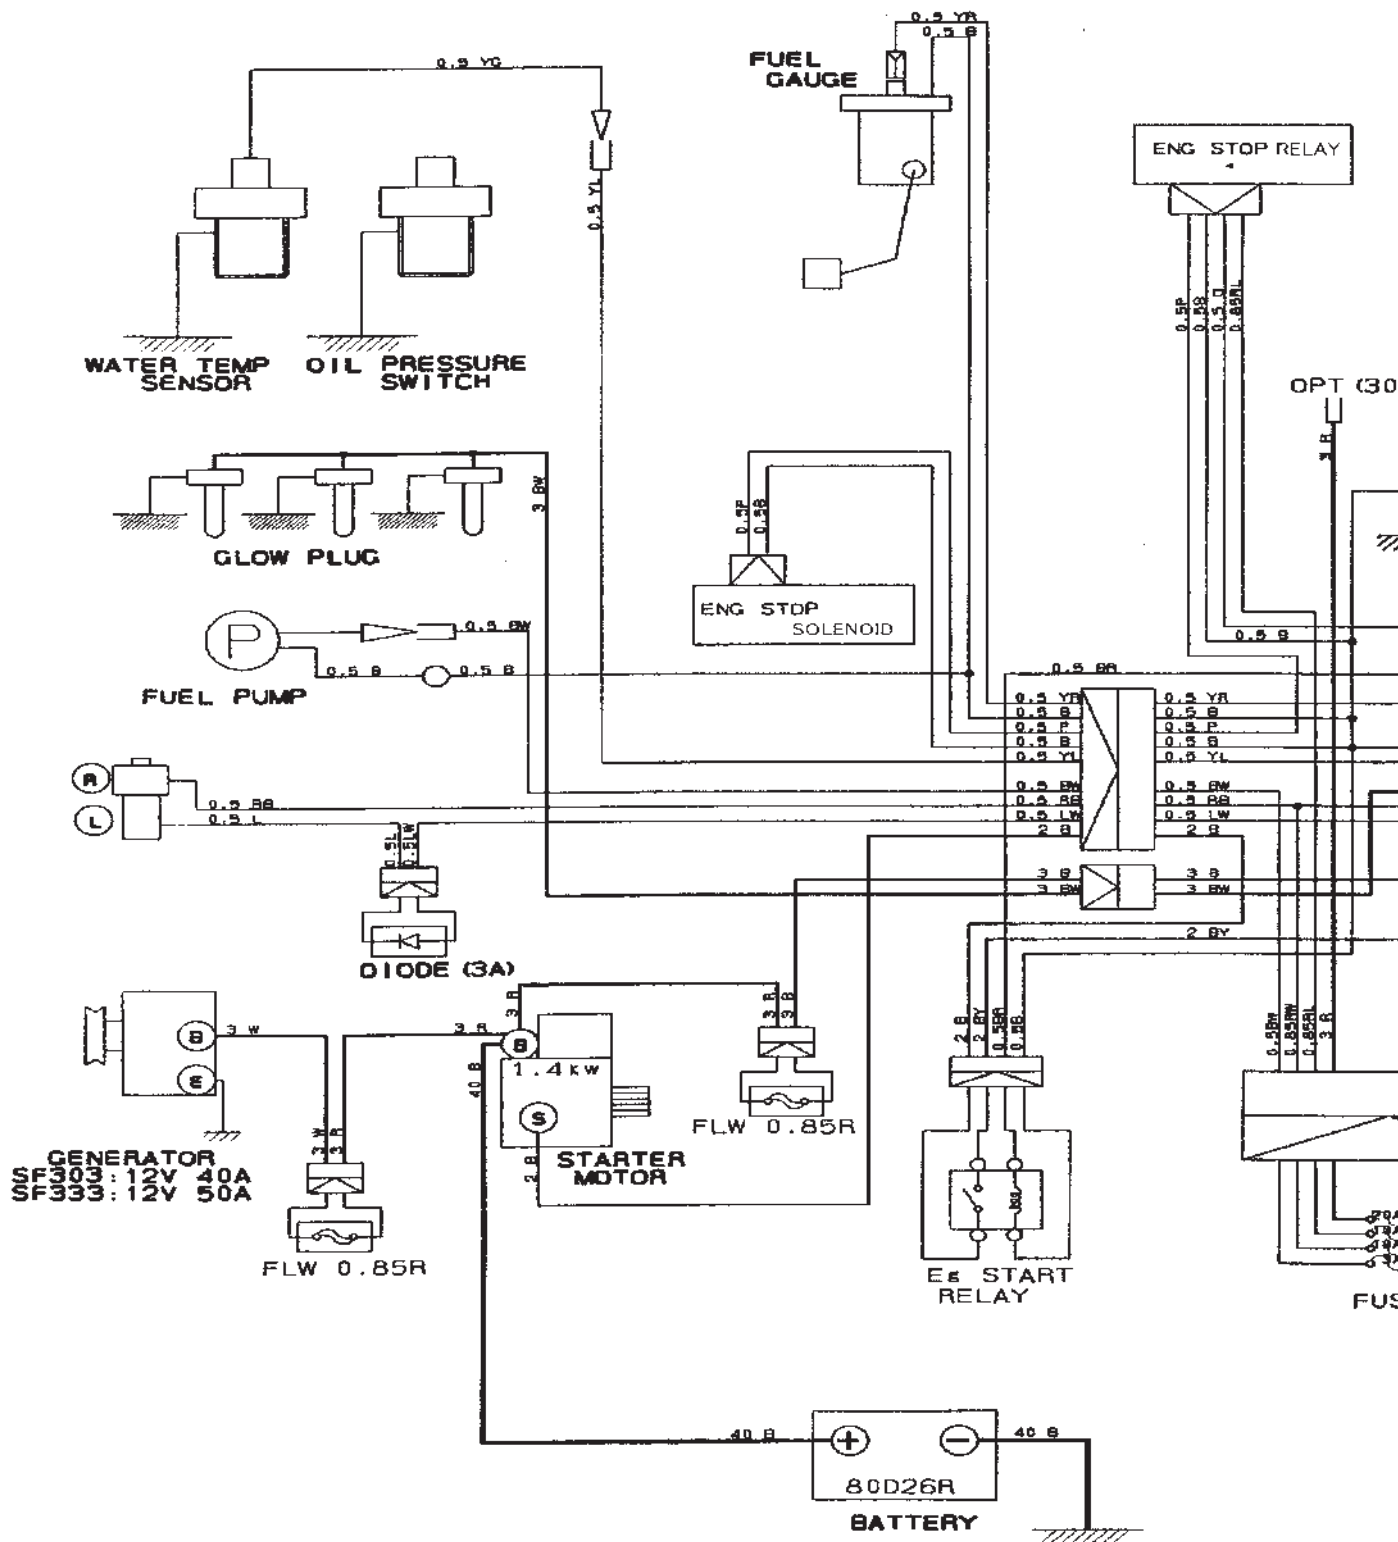 0.5 YR
0.5 B
FUEL
GAUGE
0.5 YG
ENG STOP RELAY
0.5 YL
0.5P
0.5B
0.5 O
0.85RL
WATER TEMP
SENSOR
OIL PRESSURE
SWITCH
OPT (30
3 R
3 BW
0.5P
0.5B
GLOW PLUG
ENG STOP
SOLENOID
P
0.5 BW
0.5 B
0.5 B
0.5 B
FUEL PUMP
0.5 BR
0.5 YR
0.5 B
0.5 P
0.5 B
0.5 YL
0.5 BW
0.5 RB
0.5 LW
2 B
0.5 YR
0.5 B
0.5 P
0.5 B
0.5 YL
0.5 BW
0.5 RB
0.5 LW
2 B
R
L
0.5 RB
0.5 L
0.5L
0.5LW
3 B
3 BW
3 B
3 BW
2 BY
DIODE (3A)
B
E
3 W
3 R
3 R
B
1.4KW
S
40 B
2 B
3 R
3 B
FLW 0.85R
2 B
2 BY
0.5BR
0.5B
0.5BW
0.85RW
0.85RL
3 R
3 W
3 R
GENERATOR
SF303:12V 40A
SF333:12V 50A
STARTER
MOTOR
FLW 0.85R
Eg START
RELAY
FUS
40 B
+
−
40 B
80D26R
BATTERY